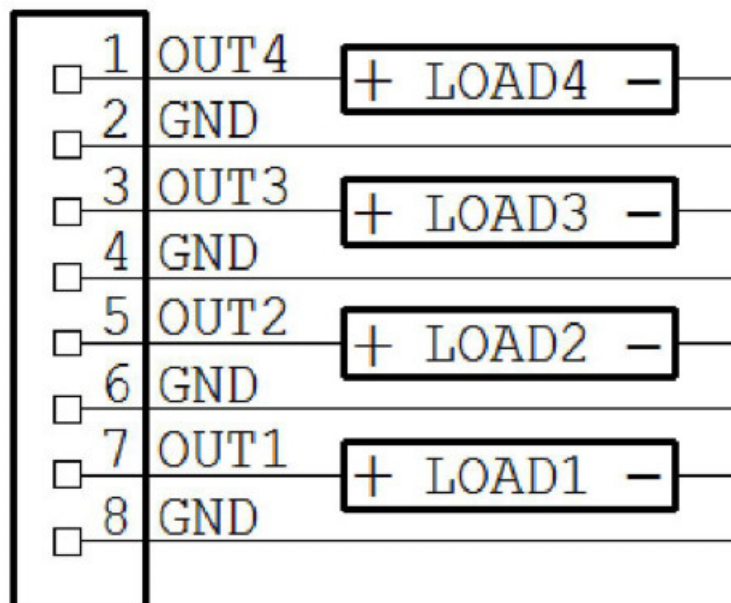 1 OUT4 + LOAD4 −
2 GND
3 OUT3 + LOAD3 −
4 GND
5 OUT2 + LOAD2 −
6 GND
7 OUT1 + LOAD1 −
8 GND